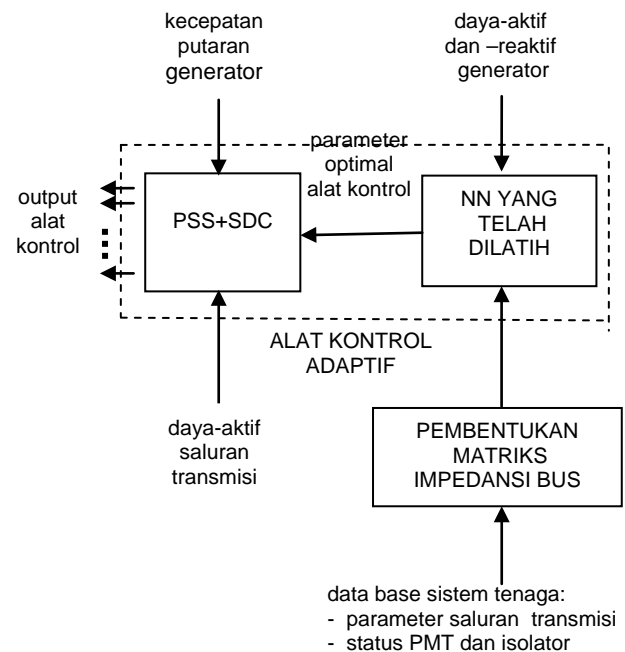 kecepatan
putaran
generator
daya-aktif
dan –reaktif
generator
parameter
optimal
alat kontrol
output
alat
kontrol
PSS+SDC
NN YANG
TELAH
DILATIH
ALAT KONTROL
ADAPTIF
daya-aktif
saluran
transmisi
PEMBENTUKAN
MATRIKS
IMPEDANSI BUS
data base sistem tenaga:
- parameter saluran transmisi
- status PMT dan isolator